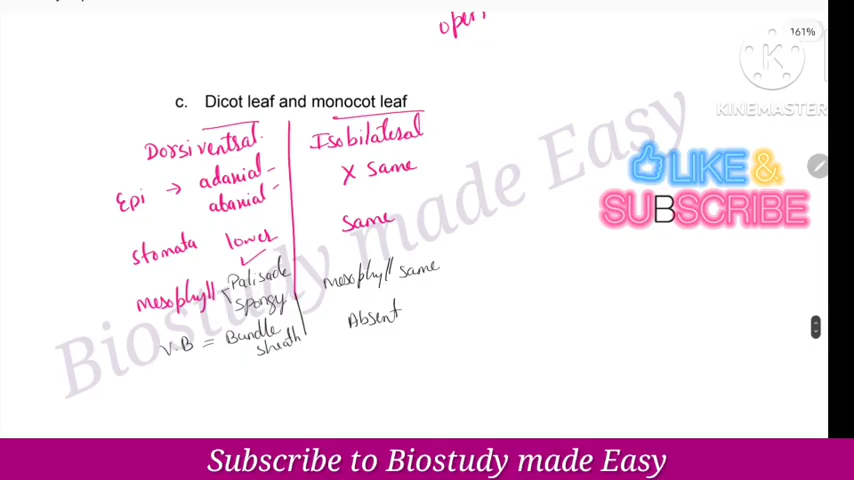 oper,
161%
K
KINEMASTER
c. Dicot leaf and monocot leaf
Dorsiventral
Isobilateral
Epi → adaxial -
abaxial -
X Same
stomata lower
Same
mesophyll Palisade
spongy
mesophyll same
V.B = Bundle
sheath
Absent
Biostudy made Easy
LIKE &
SUBSCRIBE
Subscribe to Biostudy made Easy